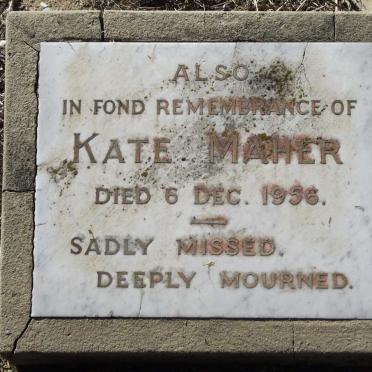 ALSO
IN FOND REMEMBRANCE OF
KATE MAHER
DIED 6 DEC. 1956.
SADLY MISSED.
DEEPLY MOURNED.